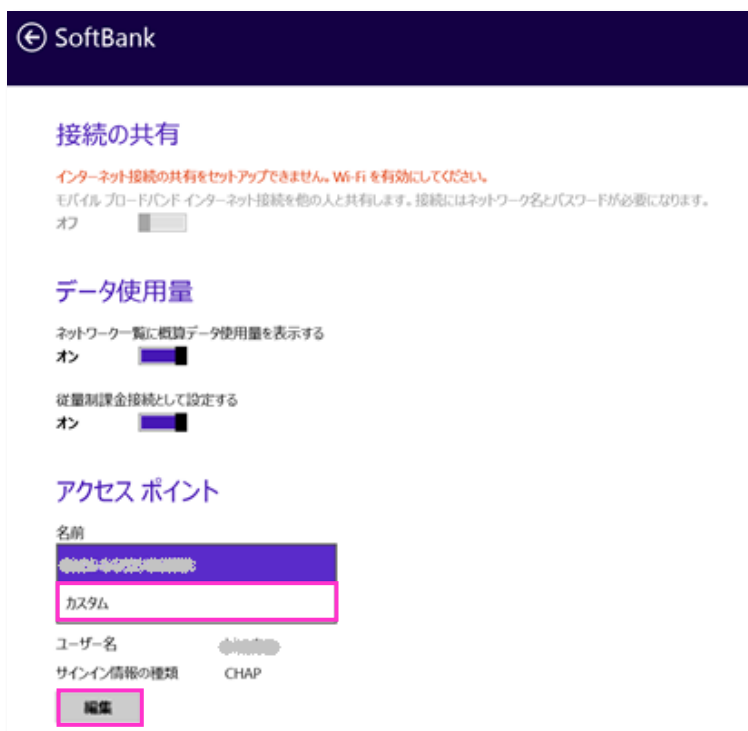 SoftBank
接続の共有
インターネット接続の共有をセットアップできません。Wi-Fi を有効にしてください。
モバイル ブロードバンド インターネット接続を他の人と共有します。接続にはネットワーク名とパスワードが必要になります。
オフ
データ使用量
ネットワーク一覧に概算データ使用量を表示する
オン
従量制課金接続として設定する
オン
アクセス ポイント
名前
カスタム
ユーザー名
サインイン情報の種類 CHAP
編集